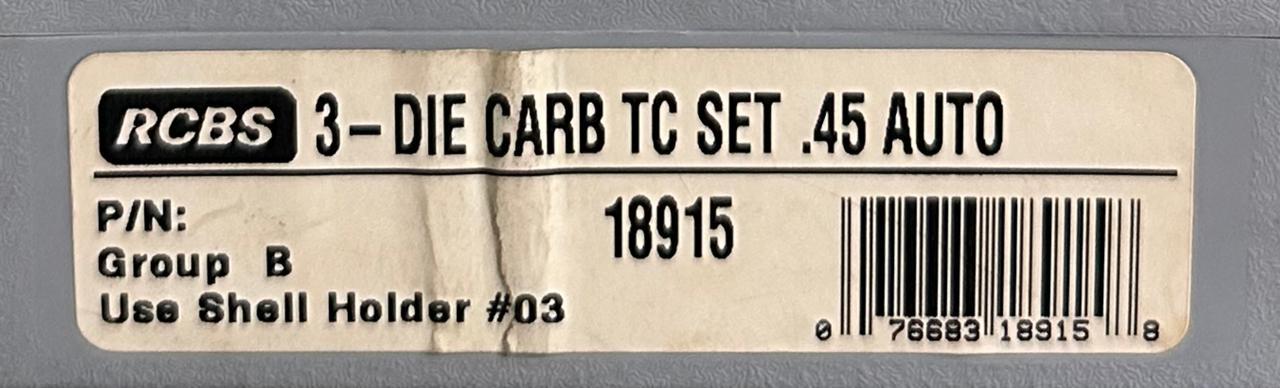 RCBS 3-DIE CARB TC SET .45 AUTO
P/N: 18915
Group B
Use Shell Holder #03
0 76683 18915 8